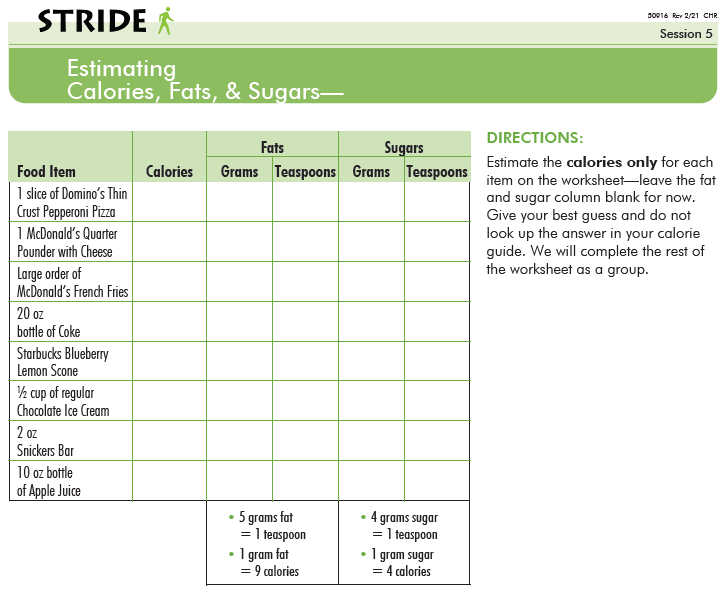 STRIDE
50916 Rev 2/21 CHR
Session 5
Estimating
Calories, Fats, & Sugars—
Fats
Sugars
Food Item
Calories
Grams
Teaspoons
Grams
Teaspoons
1 slice of Domino's Thin
Crust Pepperoni Pizza
1 McDonald's Quarter
Pounder with Cheese
Large order of
McDonald's French Fries
20 oz
bottle of Coke
Starbucks Blueberry
Lemon Scone
½ cup of regular
Chocolate Ice Cream
2 oz
Snickers Bar
10 oz bottle
of Apple Juice
• 5 grams fat
= 1 teaspoon
• 1 gram fat
= 9 calories
• 4 grams sugar
= 1 teaspoon
• 1 gram sugar
= 4 calories
DIRECTIONS:
Estimate the calories only for each
item on the worksheet—leave the fat
and sugar column blank for now.
Give your best guess and do not
look up the answer in your calorie
guide. We will complete the rest of
the worksheet as a group.